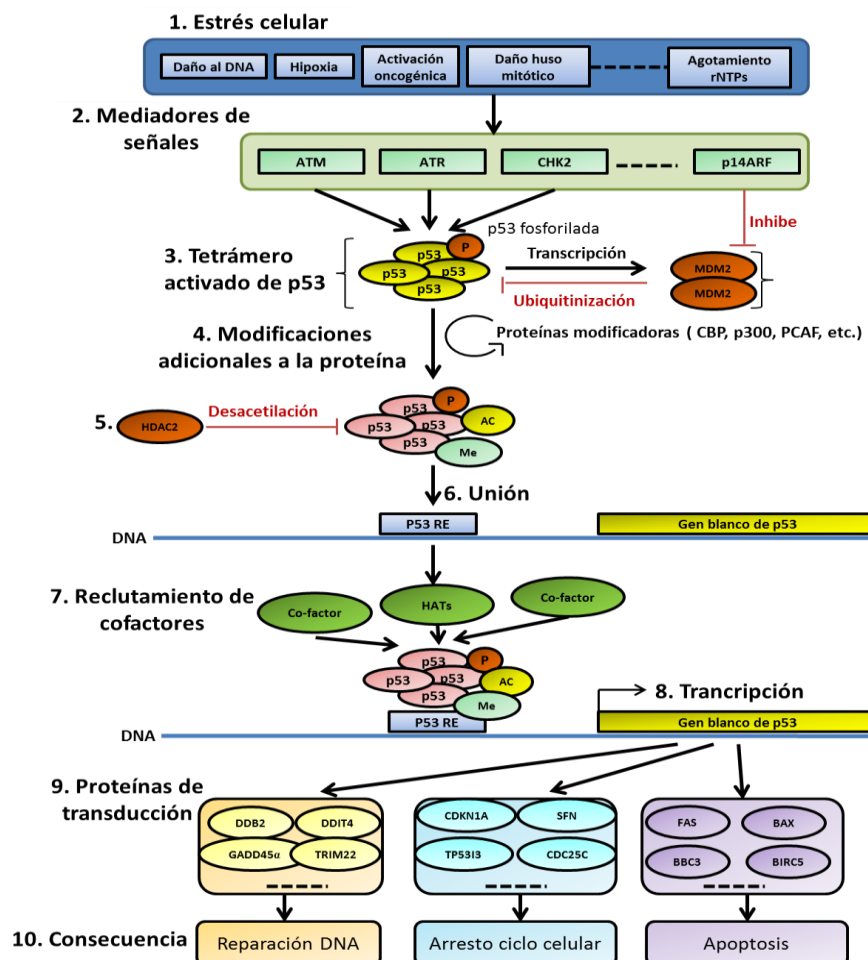 1. Estrés celular
Daño al DNA
Hipoxia
Activación
oncogénica
Daño huso
mitótico
Agotamiento
rNTPs
2. Mediadores de
señales
ATM
ATR
CHK2
p14ARF
Inhibe
p53 fosforilada
3. Tetrámero
activado de p53
P
p53
p53
p53
p53
Transcripción
Ubiquitinización
MDM2
MDM2
4. Modificaciones
adicionales a la proteína
Proteínas modificadoras ( CBP, p300, PCAF, etc.)
5.
HDAC2
Desacetilación
P
p53
p53
p53
p53
AC
Me
6. Unión
P53 RE
Gen blanco de p53
DNA
7. Reclutamiento de
cofactores
Co-factor
HATs
Co-factor
P
p53
p53
p53
p53
AC
Me
8. Trancripción
P53 RE
Gen blanco de p53
DNA
9. Proteínas de
transducción
DDB2
DDIT4
GADD45α
TRIM22
CDKN1A
SFN
TP53I3
CDC25C
FAS
BAX
BBC3
BIRC5
10. Consecuencia
Reparación DNA
Arresto ciclo celular
Apoptosis